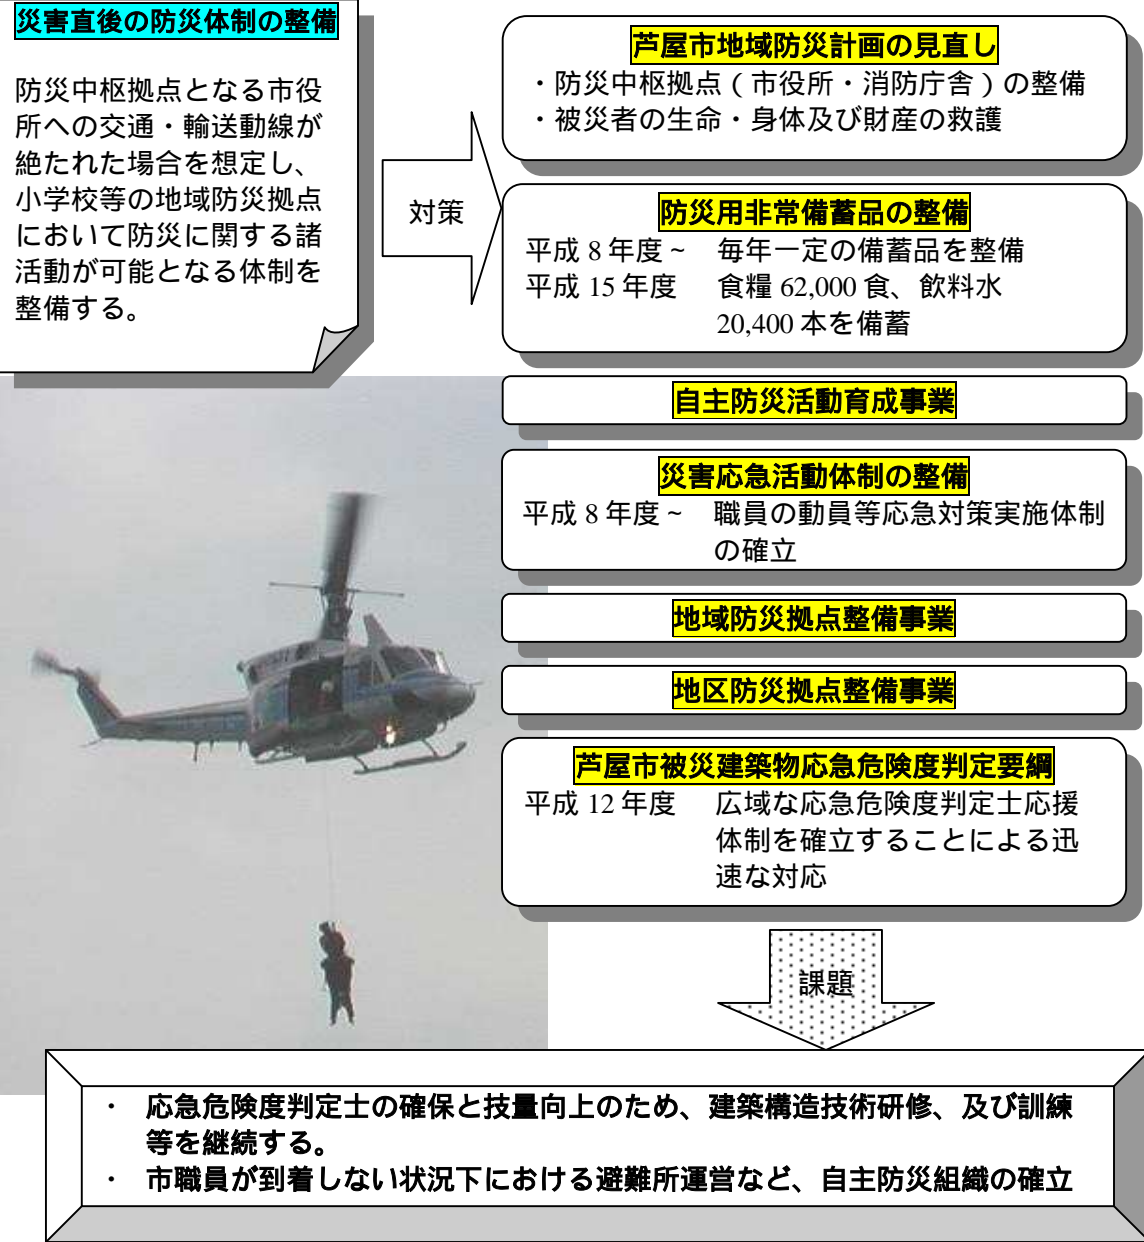 災害直後の防災体制の整備
防災中枢拠点となる市役
所への交通・輸送動線が
絶たれた場合を想定し、
小学校等の地域防災拠点
において防災に関する諸
活動が可能となる体制を
整備する。
対策
芦屋市地域防災計画の見直し
・防災中枢拠点（市役所・消防庁舎）の整備
・被災者の生命・身体及び財産の救護
防災用非常備蓄品の整備
平成 8 年度～ 毎年一定の備蓄品を整備
平成 15 年度 食糧 62,000 食、飲料水
20,400 本を備蓄
自主防災活動育成事業
災害応急活動体制の整備
平成 8 年度～ 職員の動員等応急対策実施体制
の確立
地域防災拠点整備事業
地区防災拠点整備事業
芦屋市被災建築物応急危険度判定要綱
平成 12 年度 広域な応急危険度判定士応援
体制を確立することによる迅
速な対応
課題
・ 応急危険度判定士の確保と技量向上のため、建築構造技術研修、及び訓練
等を継続する。
・ 市職員が到着しない状況下における避難所運営など、自主防災組織の確立